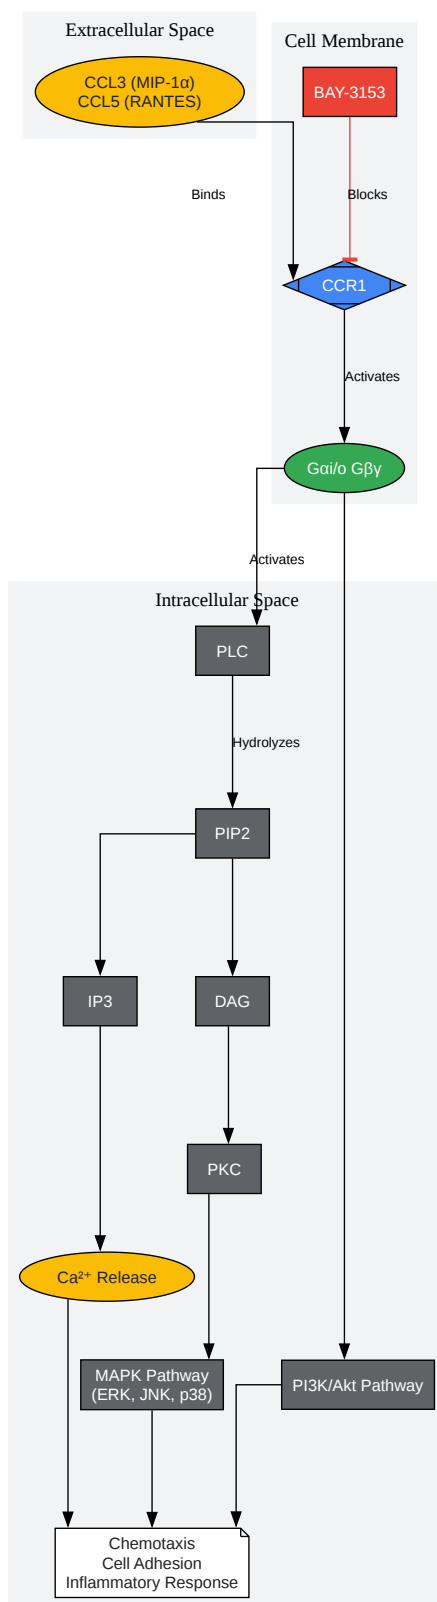 Extracellular Space
Cell Membrane
CCL3 (MIP-1α)
CCL5 (RANTES)
BAY-3153
Binds
Blocks
CCR1
Activates
Gαi/o Gβγ
Activates
Intracellular Space
PLC
Hydrolyzes
PIP2
IP3
DAG
PKC
Ca²⁺ Release
MAPK Pathway
(ERK, JNK, p38)
PI3K/Akt Pathway
Chemotaxis
Cell Adhesion
Inflammatory Response